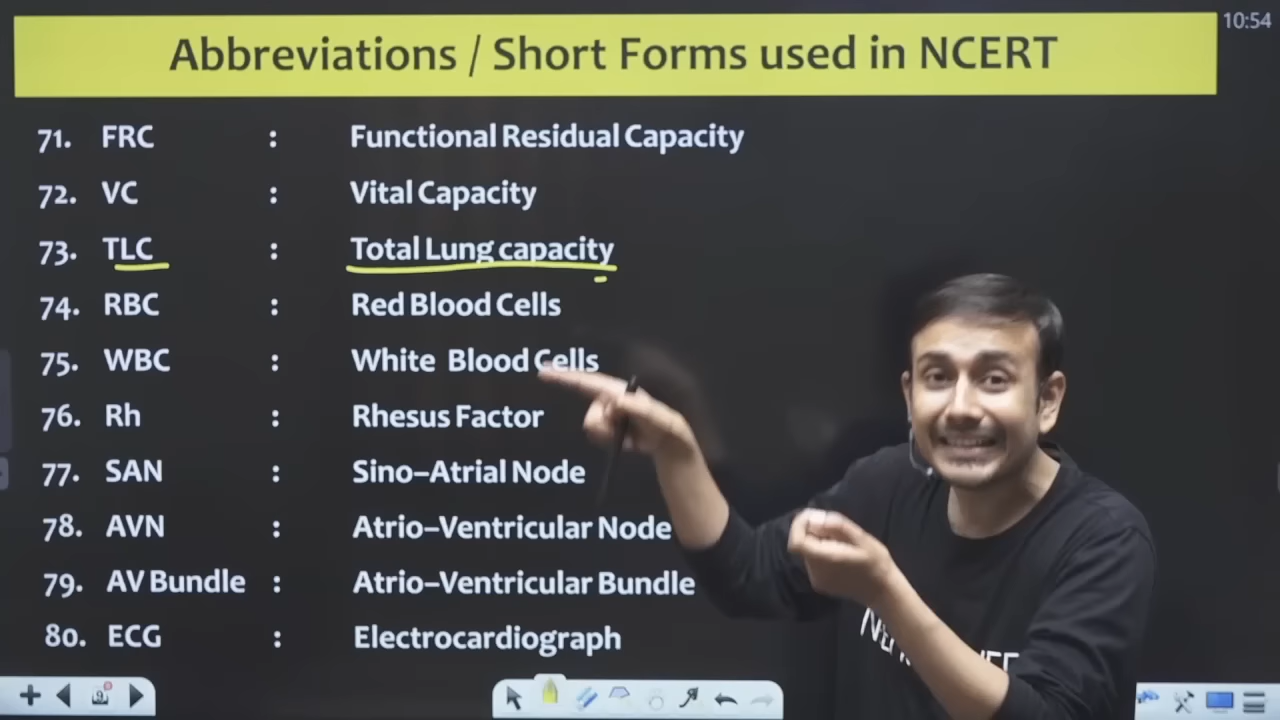 10:54
Abbreviations / Short Forms used in NCERT
71. FRC : Functional Residual Capacity
72. VC : Vital Capacity
73. TLC : Total Lung capacity
74. RBC : Red Blood Cells
75. WBC : White Blood Cells
76. Rh : Rhesus Factor
77. SAN : Sino–Atrial Node
78. AVN : Atrio–Ventricular Node
79. AV Bundle : Atrio–Ventricular Bundle
80. ECG : Electrocardiograph